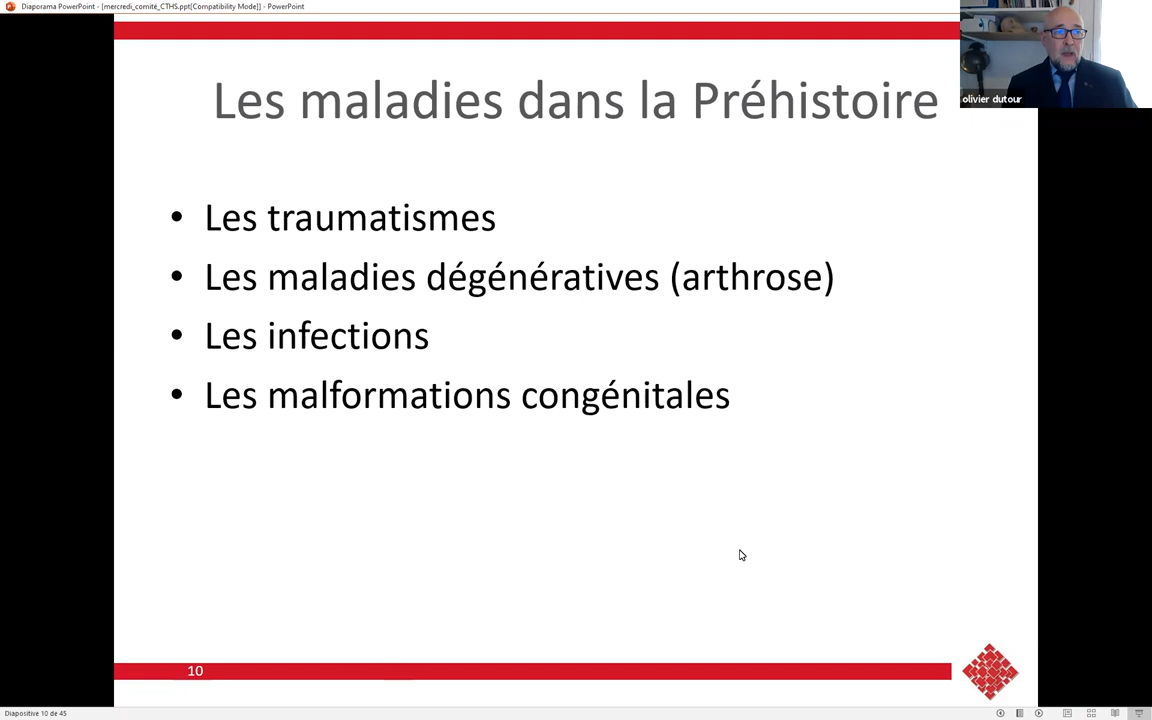 Diaporama PowerPoint - [mercredi_comité_CTHS.ppt[Compatibility Mode]] - PowerPoint
olivier dutour
Les maladies dans la Préhistoire
• Les traumatismes
• Les maladies dégénératives (arthrose)
• Les infections
• Les malformations congénitales
10
Diapositive 10 de 45